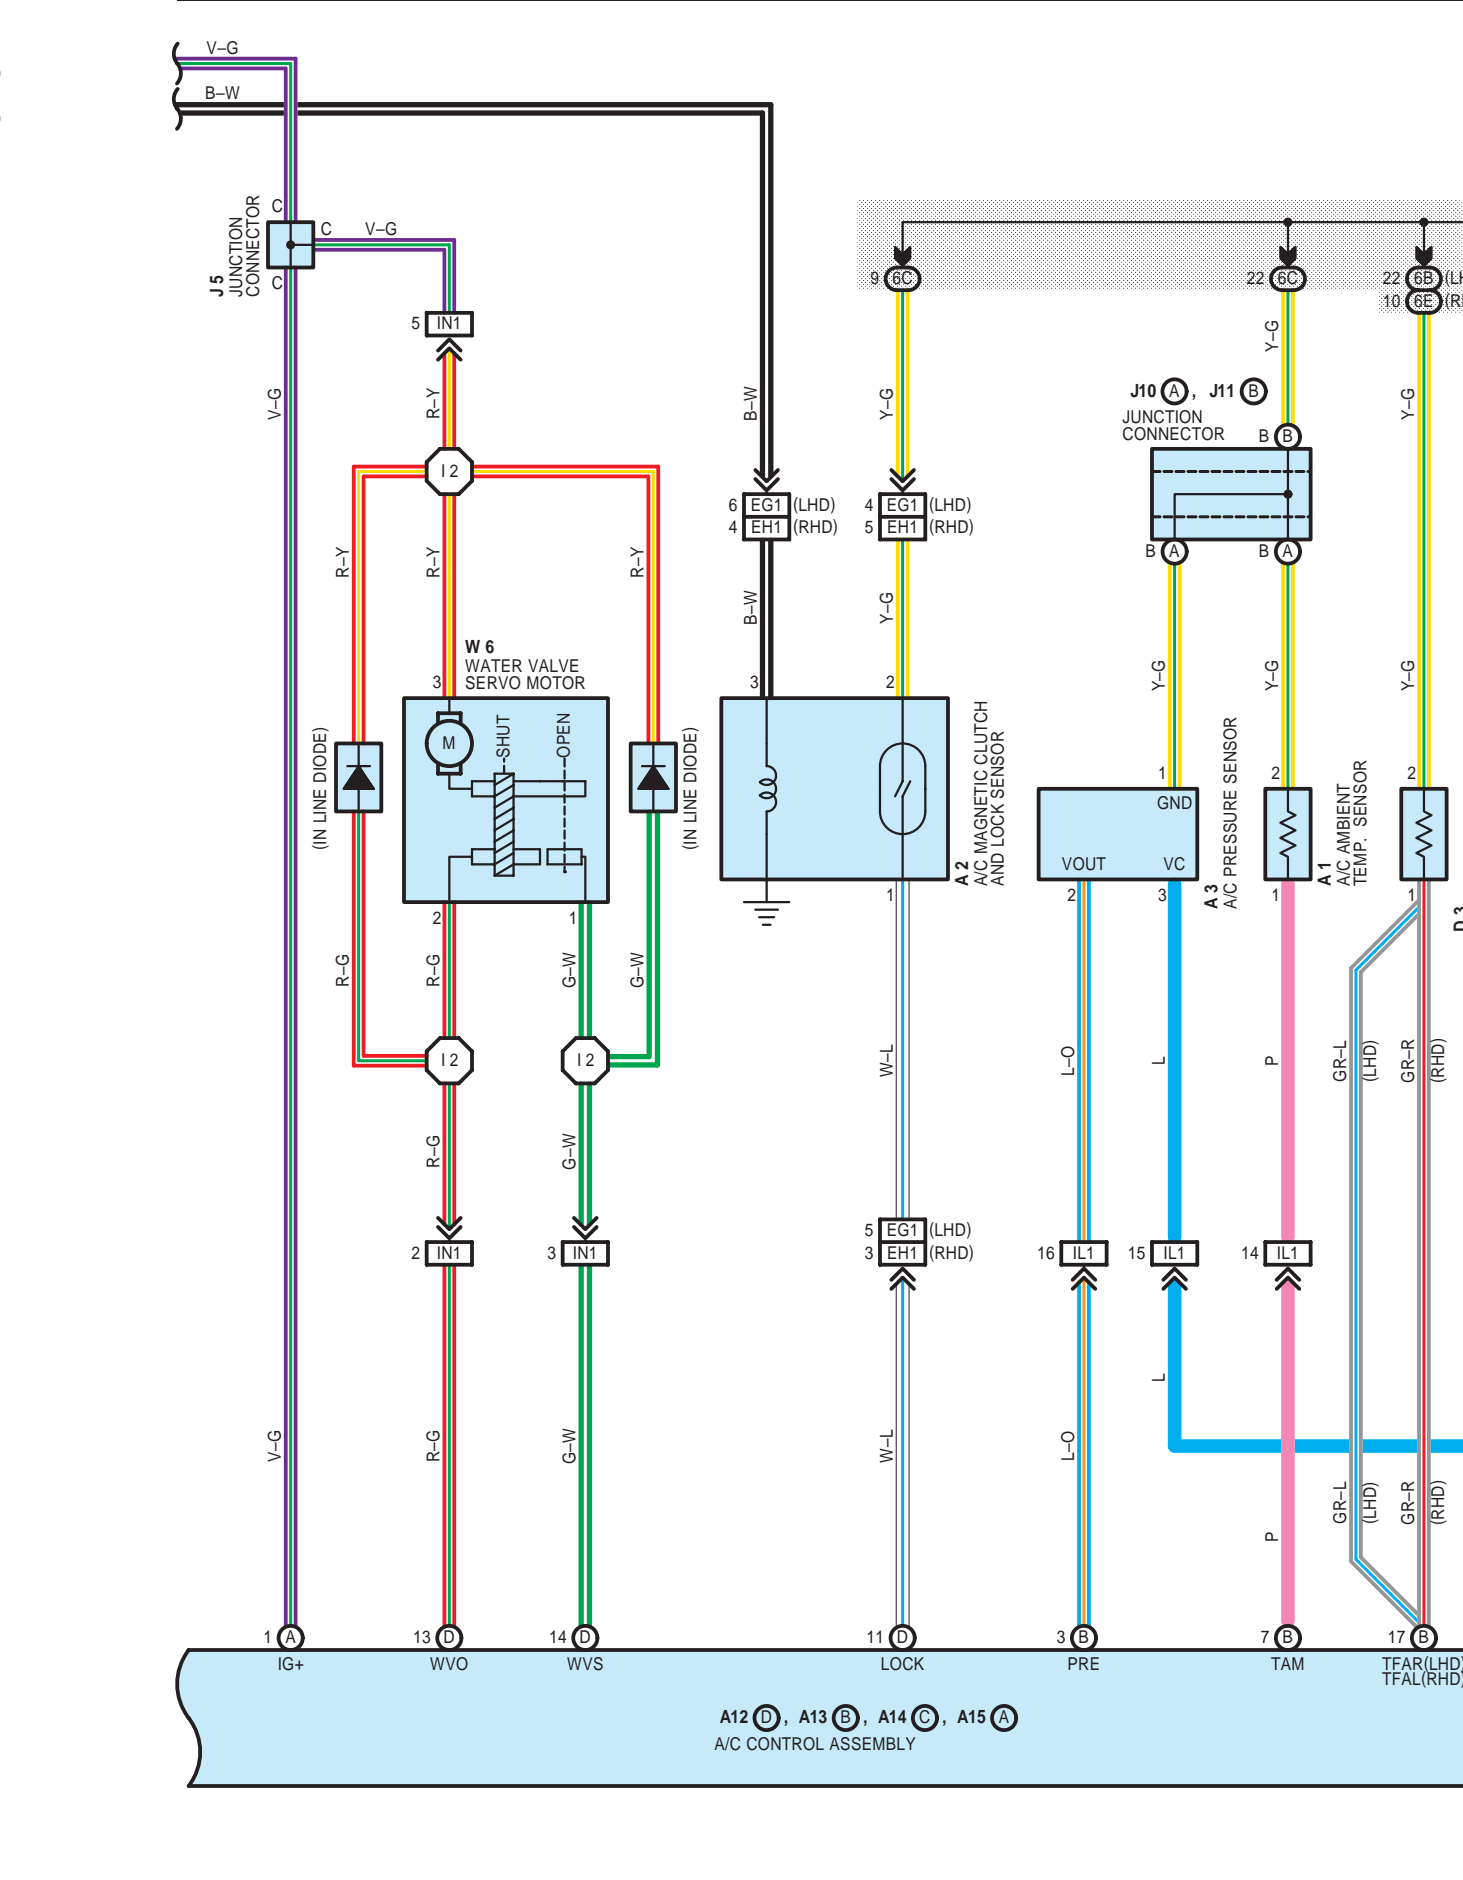 V–G
B–W
C
C V–G
J 5
JUNCTION
CONNECTOR
C
9 6C
22 6C
22 6B
10 6E
5 IN1
V–G
R–Y
B–W
Y–G
Y–G
Y–G
J10 A , J11 B
JUNCTION
CONNECTOR
B B
I 2
6 EG1 (LHD)
4 EH1 (RHD)
4 EG1 (LHD)
5 EH1 (RHD)
B A
B A
R–Y
R–Y
R–Y
B–W
Y–G
W 6
WATER VALVE
SERVO MOTOR
3
3
2
Y–G
Y–G
Y–G
(IN LINE DIODE)
M
SHUT
OPEN
(IN LINE DIODE)
A 2
A/C MAGNETIC CLUTCH
AND LOCK SENSOR
1
GND
VOUT
VC
A 3
A/C PRESSURE SENSOR
2
A 1
A/C AMBIENT
TEMP. SENSOR
2
2
1
1
2
3
1
1
D 3
R–G
R–G
G–W
G–W
I 2
I 2
W–L
L–O
L
P
GR–L
(LHD)
GR–R
(RHD)
R–G
G–W
2 IN1
3 IN1
5 EG1 (LHD)
3 EH1 (RHD)
16 IL1
15 IL1
14 IL1
L
V–G
R–G
G–W
W–L
L–O
P
GR–L
(LHD)
GR–R
(RHD)
1 A
13 D
14 D
11 D
3 B
7 B
17 B
IG+
WVO
WVS
LOCK
PRE
TAM
TFAR(LHD)
TFAL(RHD)
A12 D , A13 B , A14 C , A15 A
A/C CONTROL ASSEMBLY